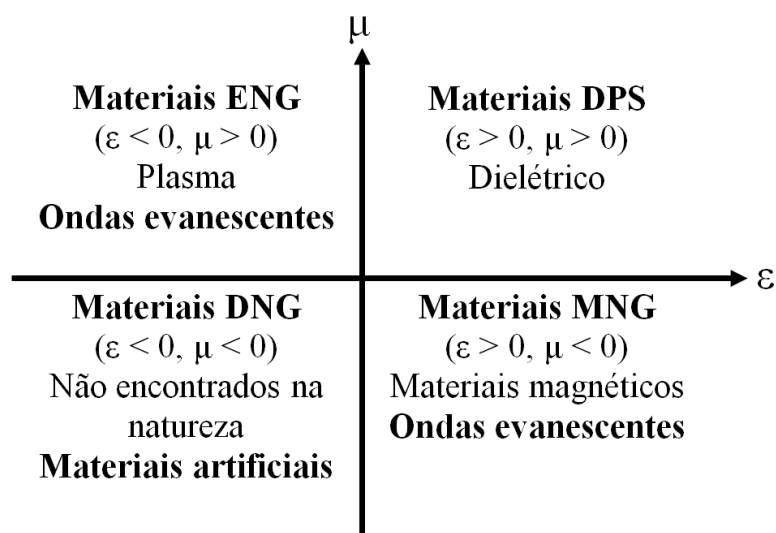 μ
Materiais ENG
(ε < 0, μ > 0)
Plasma
Ondas evanescentes
Materiais DPS
(ε > 0, μ > 0)
Dielétrico
ε
Materiais DNG
(ε < 0, μ < 0)
Não encontrados na
natureza
Materiais artificiais
Materiais MNG
(ε > 0, μ < 0)
Materiais magnéticos
Ondas evanescentes